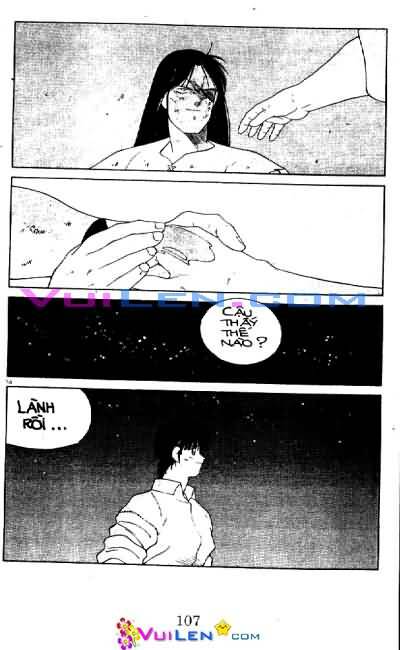 VuiLen.com
CẬU
THẤY
THẾ
NÀO ?
LÀNH
RỒI ...
107
VuiLen.com